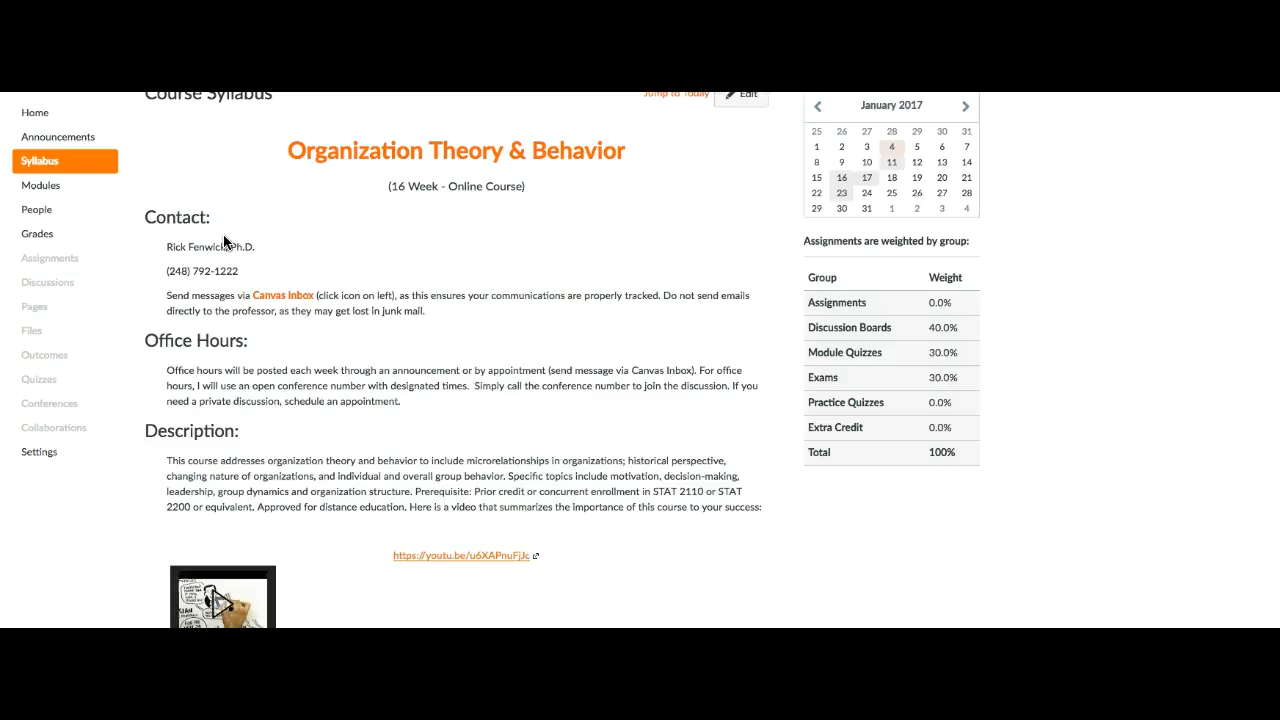 Course Syllabus
Jump to Today
Edit
Home
Announcements
Syllabus
Modules
People
Grades
Assignments
Discussions
Pages
Files
Outcomes
Quizzes
Conferences
Collaborations
Settings
Organization Theory & Behavior
(16 Week - Online Course)
Contact:
Rick Fenwick, Ph.D.
(248) 792-1222
Send messages via Canvas Inbox (click icon on left), as this ensures your communications are properly tracked. Do not send emails
directly to the professor, as they may get lost in junk mail.
Office Hours:
Office hours will be posted each week through an announcement or by appointment (send message via Canvas Inbox). For office
hours, I will use an open conference number with designated times. Simply call the conference number to join the discussion. If you
need a private discussion, schedule an appointment.
Description:
This course addresses organization theory and behavior to include microrelationships in organizations; historical perspective,
changing nature of organizations, and individual and overall group behavior. Specific topics include motivation, decision-making,
leadership, group dynamics and organization structure. Prerequisite: Prior credit or concurrent enrollment in STAT 2110 or STAT
2200 or equivalent. Approved for distance education. Here is a video that summarizes the importance of this course to your success:
https://youtu.be/u6XAPnuFjJc
January 2017
25 26 27 28 29 30 31
1 2 3 4 5 6 7
8 9 10 11 12 13 14
15 16 17 18 19 20 21
22 23 24 25 26 27 28
29 30 31 1 2 3 4
Assignments are weighted by group:
Group Weight
Assignments 0.0%
Discussion Boards 40.0%
Module Quizzes 30.0%
Exams 30.0%
Practice Quizzes 0.0%
Extra Credit 0.0%
Total 100%